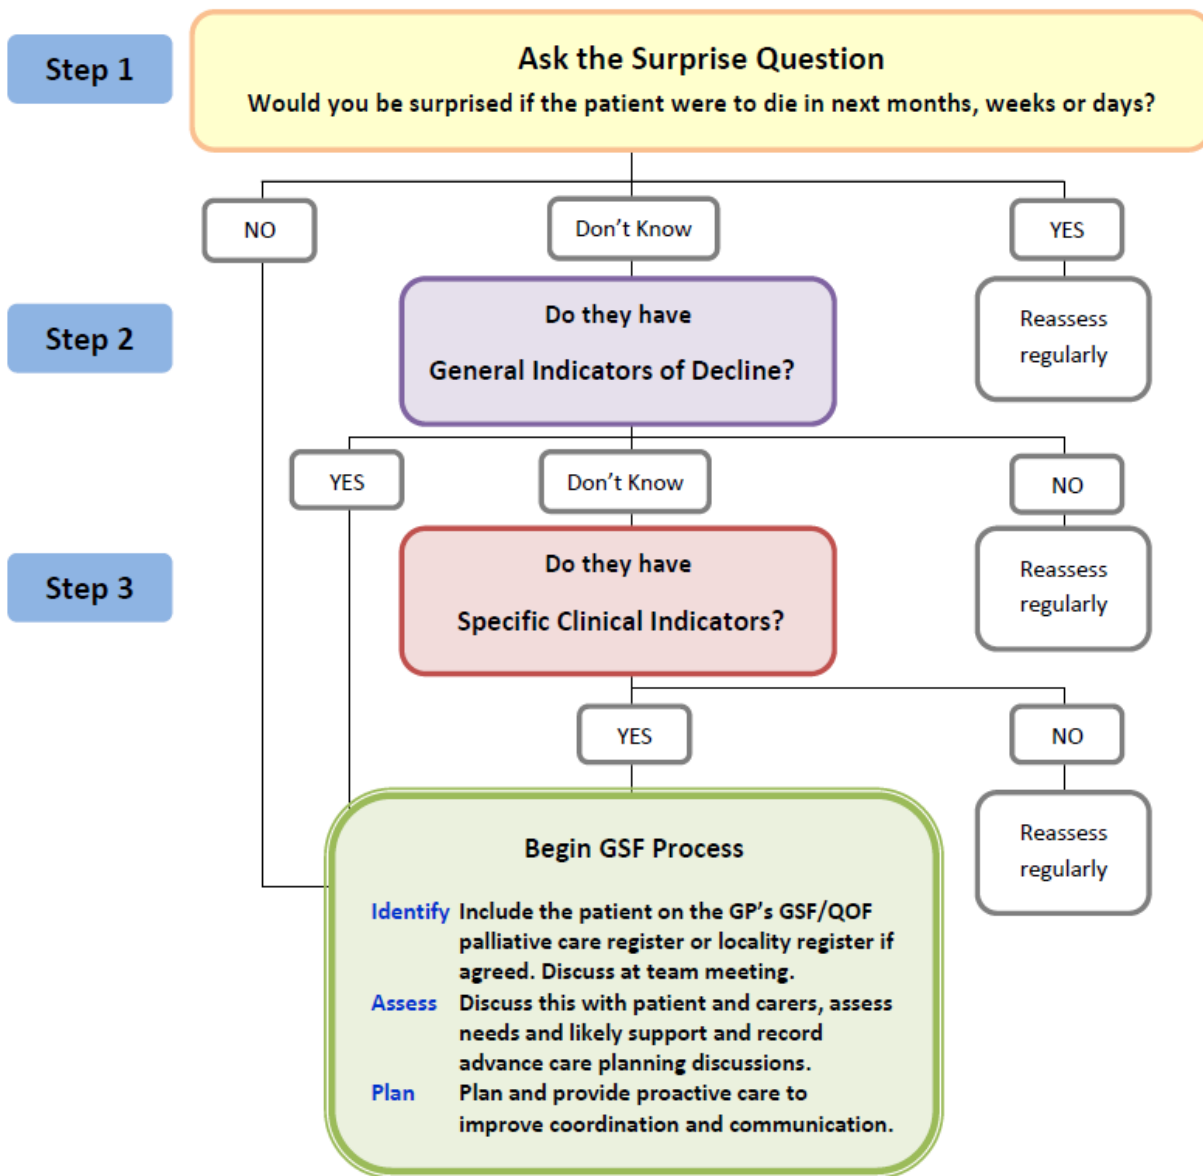 Step 1
Ask the Surprise Question
Would you be surprised if the patient were to die in next months, weeks or days?
NO
Don't Know
YES
Step 2
Do they have
General Indicators of Decline?
Reassess
regularly
YES
Don't Know
NO
Step 3
Do they have
Specific Clinical Indicators?
Reassess
regularly
YES
NO
Reassess
regularly
Begin GSF Process
Identify Include the patient on the GP's GSF/QOF
palliative care register or locality register if
agreed. Discuss at team meeting.
Assess Discuss this with patient and carers, assess
needs and likely support and record
advance care planning discussions.
Plan Plan and provide proactive care to
improve coordination and communication.